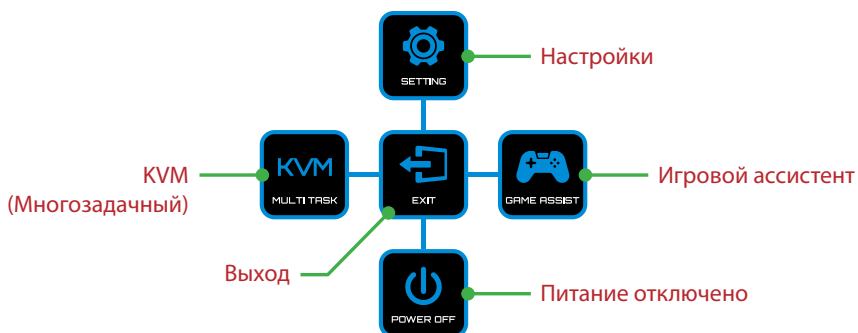 SETTING
Настройки
KVM
(Многозадачный)
KVM
MULTI TASK
EXIT
GAME ASSIST
Игровой ассистент
Выход
POWER OFF
Питание отключено